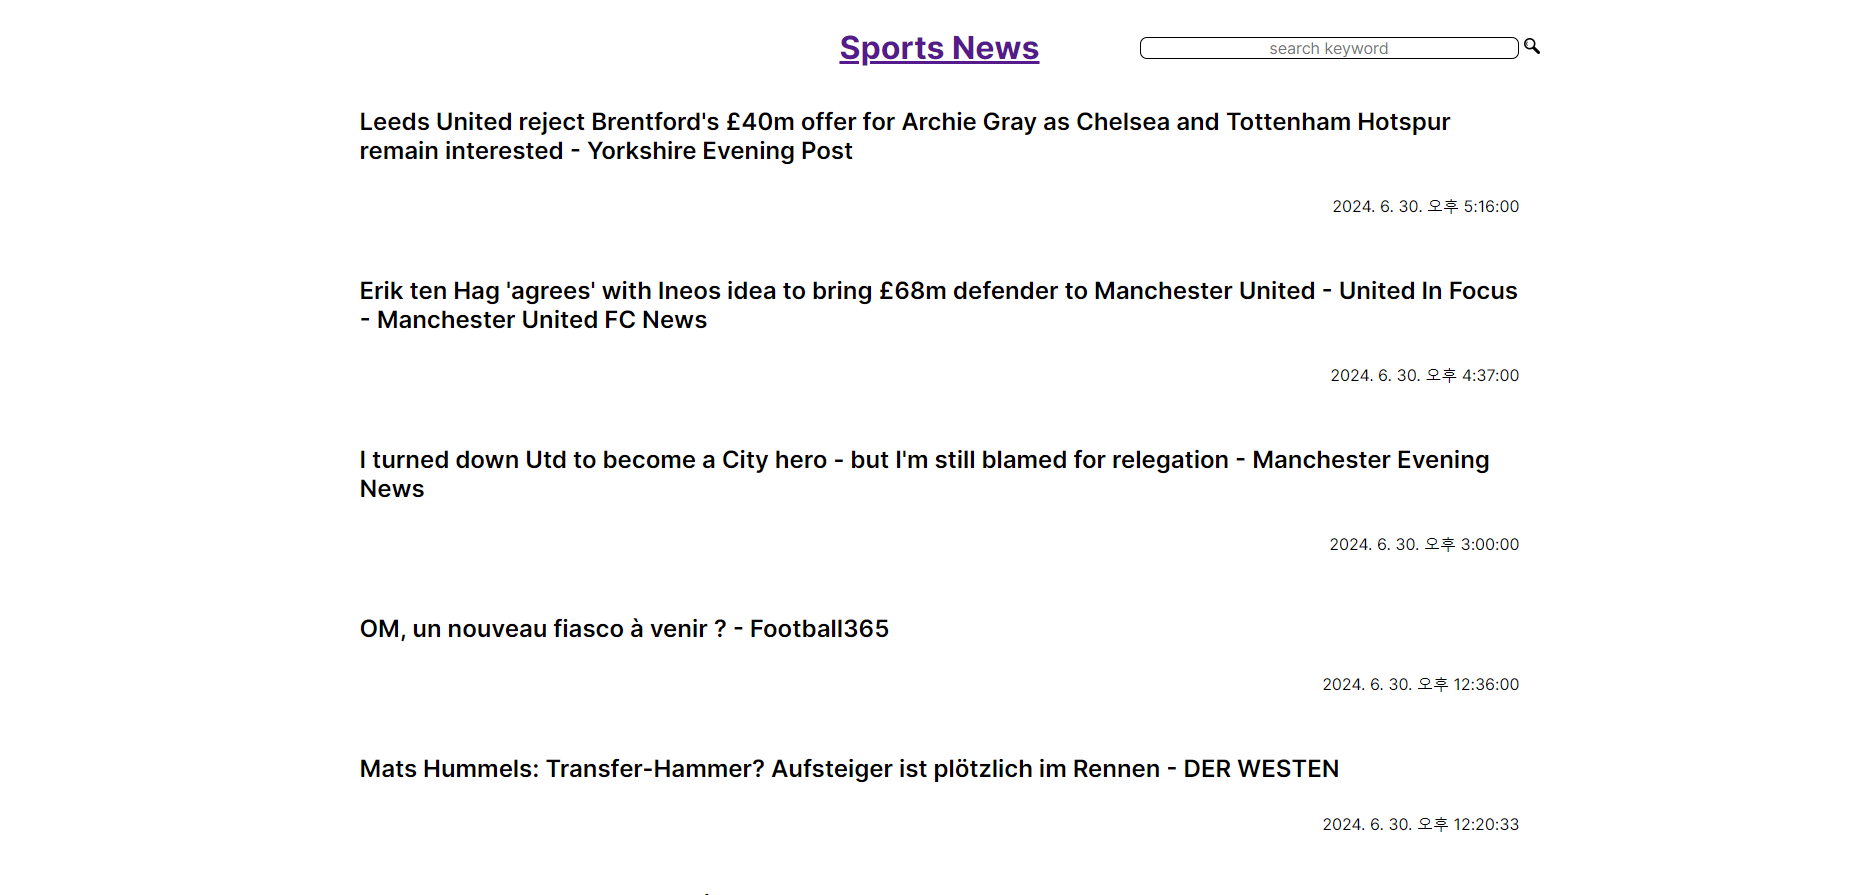 Sports News
search keyword
Leeds United reject Brentford's £40m offer for Archie Gray as Chelsea and Tottenham Hotspur
remain interested - Yorkshire Evening Post
2024. 6. 30. 오후 5:16:00
Erik ten Hag 'agrees' with Ineos idea to bring £68m defender to Manchester United - United In Focus
- Manchester United FC News
2024. 6. 30. 오후 4:37:00
I turned down Utd to become a City hero - but I'm still blamed for relegation - Manchester Evening
News
2024. 6. 30. 오후 3:00:00
OM, un nouveau fiasco à venir ? - Football365
2024. 6. 30. 오후 12:36:00
Mats Hummels: Transfer-Hammer? Aufsteiger ist plötzlich im Rennen - DER WESTEN
2024. 6. 30. 오후 12:20:33